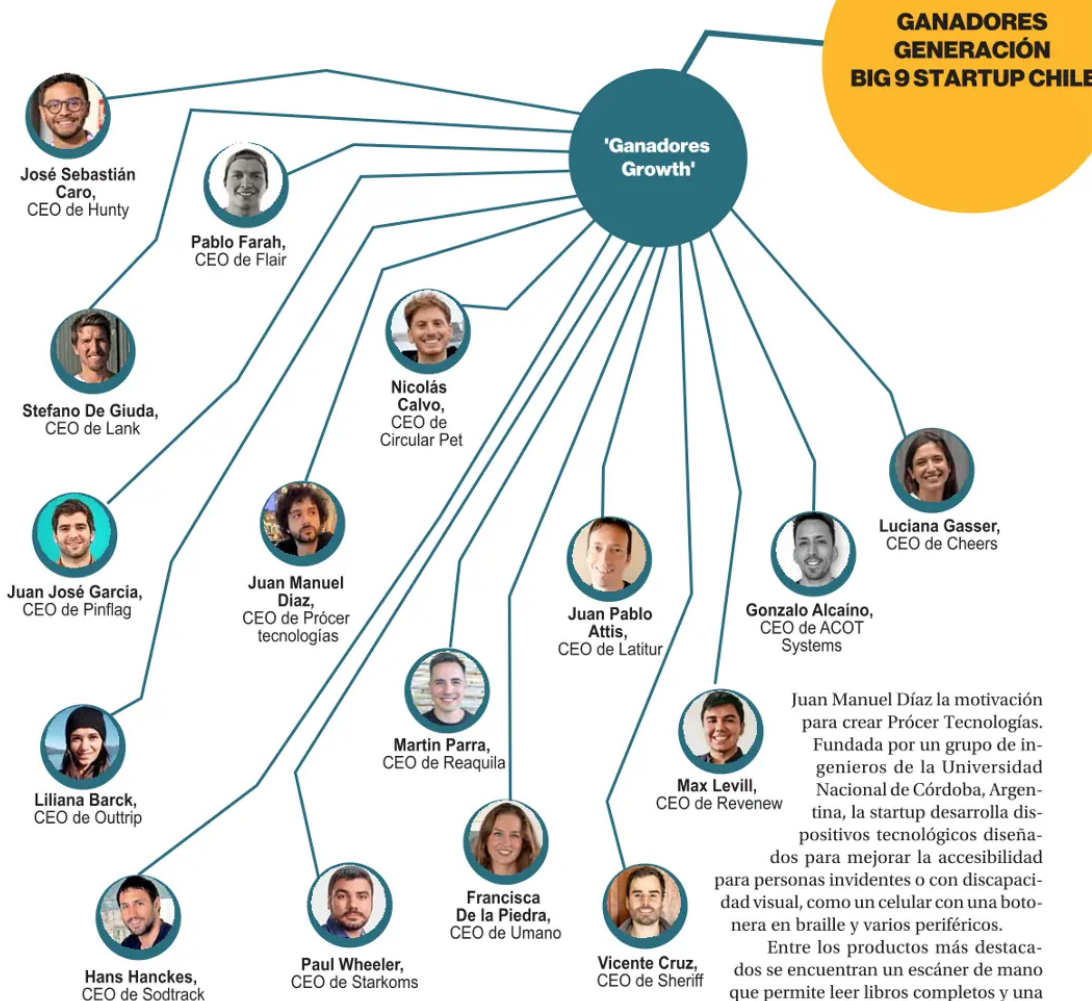 GANADORES
GENERACIÓN
BIG 9 STARTUP CHILE
'Ganadores
Growth'
José Sebastián
Caro,
CEO de Hunty
Pablo Farah,
CEO de Flair
Stefano De Giuda,
CEO de Lank
Nicolás
Calvo,
CEO de
Circular Pet
Luciana Gasser,
CEO de Cheers
Juan José Garcia,
CEO de Pinflag
Juan Manuel
Diaz,
CEO de Prócer
tecnologías
Juan Pablo
Attis,
CEO de Latitur
Gonzalo Alcaíno,
CEO de ACOT
Systems
Liliana Barck,
CEO de Outtrip
Martin Parra,
CEO de Reaquila
Max Levill,
CEO de Revenew
Francisca
De la Piedra,
CEO de Umano
Hans Hanckes,
CEO de Sodtrack
Paul Wheeler,
CEO de Starkoms
Vicente Cruz,
CEO de Sheriff
Juan Manuel Díaz la motivación
para crear Prócer Tecnologías.
Fundada por un grupo de in-
genieros de la Universidad
Nacional de Córdoba, Argen-
tina, la startup desarrolla dis-
positivos tecnológicos diseña-
dos para mejorar la accesibilidad
para personas invidentes o con discapaci-
dad visual, como un celular con una boto-
nera en braille y varios periféricos.
Entre los productos más destaca-
dos se encuentran un escáner de mano
que permite leer libros completos y una